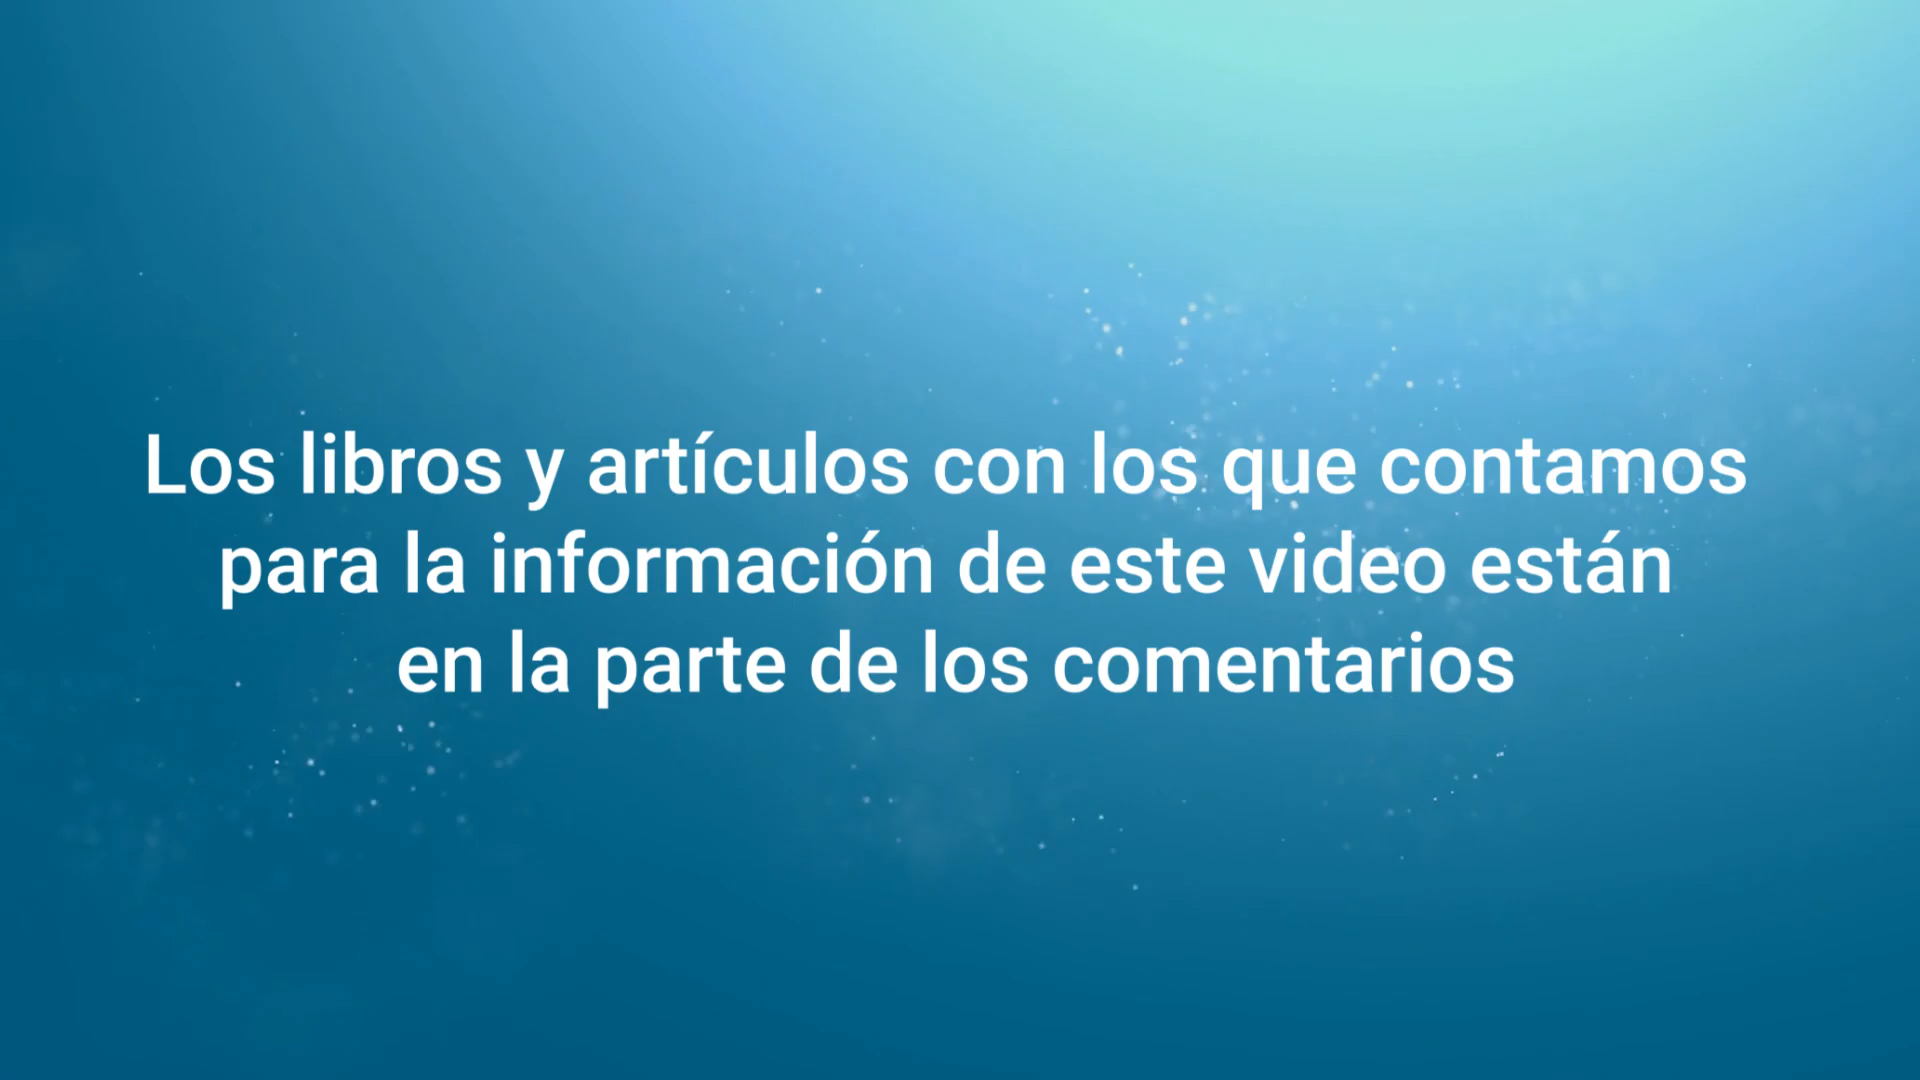 Los libros y artículos con los que contamos
para la información de este video están
en la parte de los comentarios